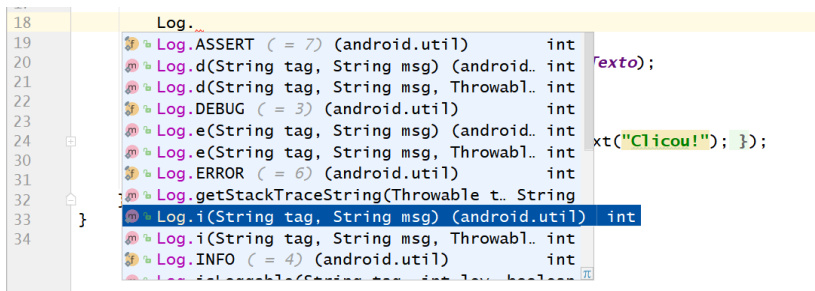 18 Log.
19 Log.ASSERT ( = 7) (android.util) int
20 Log.d(String tag, String msg) (android.. int Texto);
21 Log.d(String tag, String msg, Throwabl.. int
22 Log.DEBUG ( = 3) (android.util) int
23 Log.e(String tag, String msg) (android.. int
24 Log.e(String tag, String msg, Throwabl.. int xt("Clicou!"); });
30 Log.ERROR ( = 6) (android.util) int
31 Log.getStackTraceString(Throwable t.. String
32 }
33 } Log.i(String tag, String msg) (android.util) int
34 Log.i(String tag, String msg, Throwabl.. int
Log.INFO ( = 4) (android.util) int
π